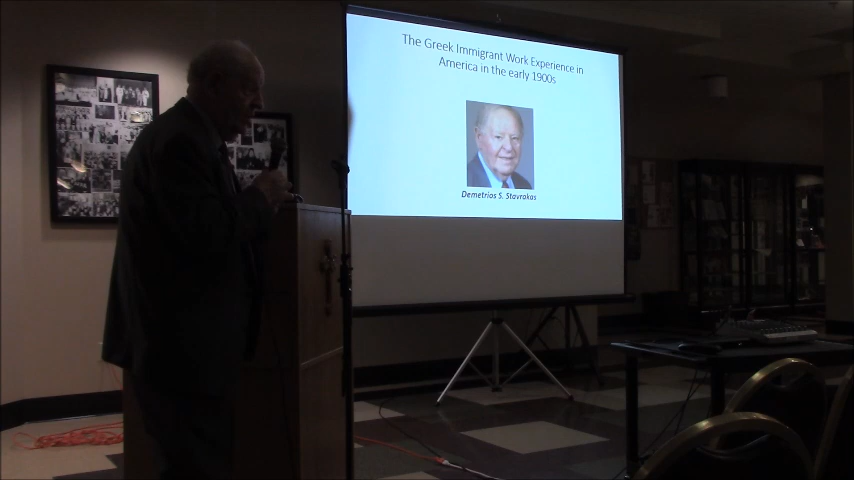 The Greek Immigrant Work Experience in
America in the early 1900s
Demetrios S. Stavrakas